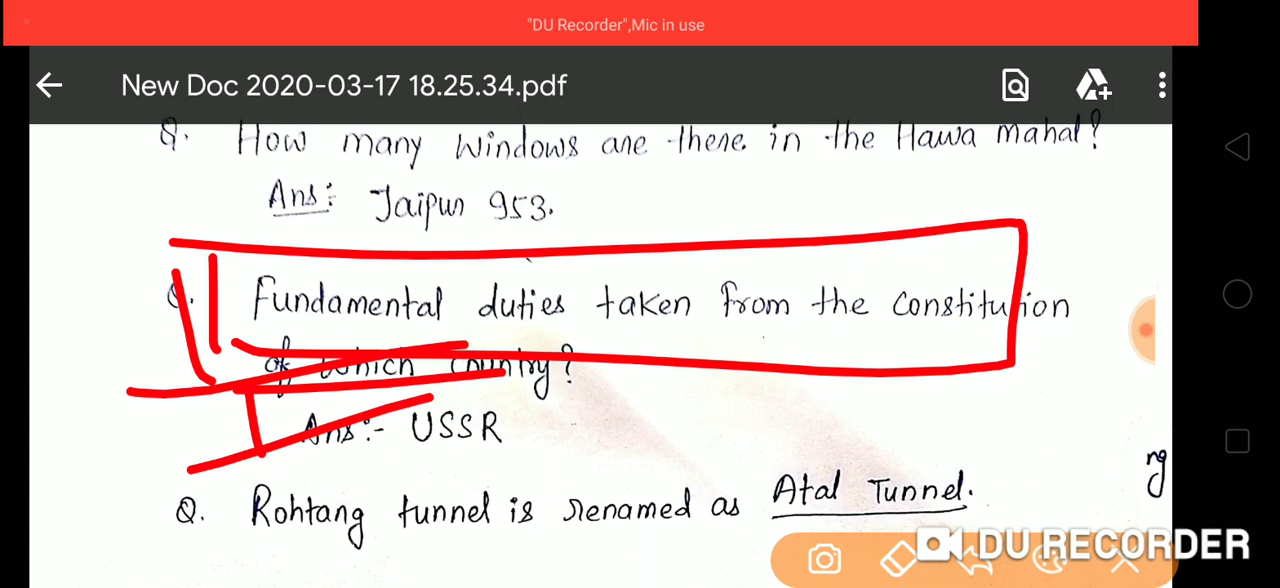 "DU Recorder",Mic in use
New Doc 2020-03-17 18.25.34.pdf
Q. How many windows are there in the Hawa Mahal?
Ans: Jaipur 953.
Q. Fundamental duties taken from the constitution
of which country?
Ans:- USSR
ng
Q. Rohtang tunnel is renamed as Atal Tunnel.
DU RECORDER